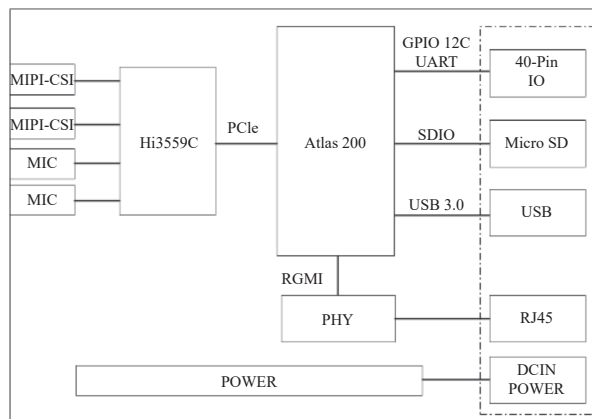 MIPI-CSI
MIPI-CSI
MIC
MIC
Hi3559C
PCle
Atlas 200
GPIO 12C
UART
SDIO
USB 3.0
40-Pin
IO
Micro SD
USB
RGMI
PHY
RJ45
POWER
DCIN
POWER